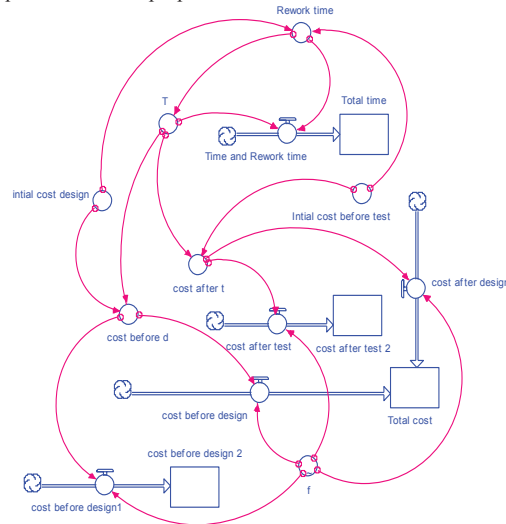 Rework time
T
Total time
Time and Rework time
intial cost design
Intial cost before test
cost after t
cost after design
cost before d
cost after test
cost after test 2
cost before design
Total cost
cost before design 2
f
cost before design1